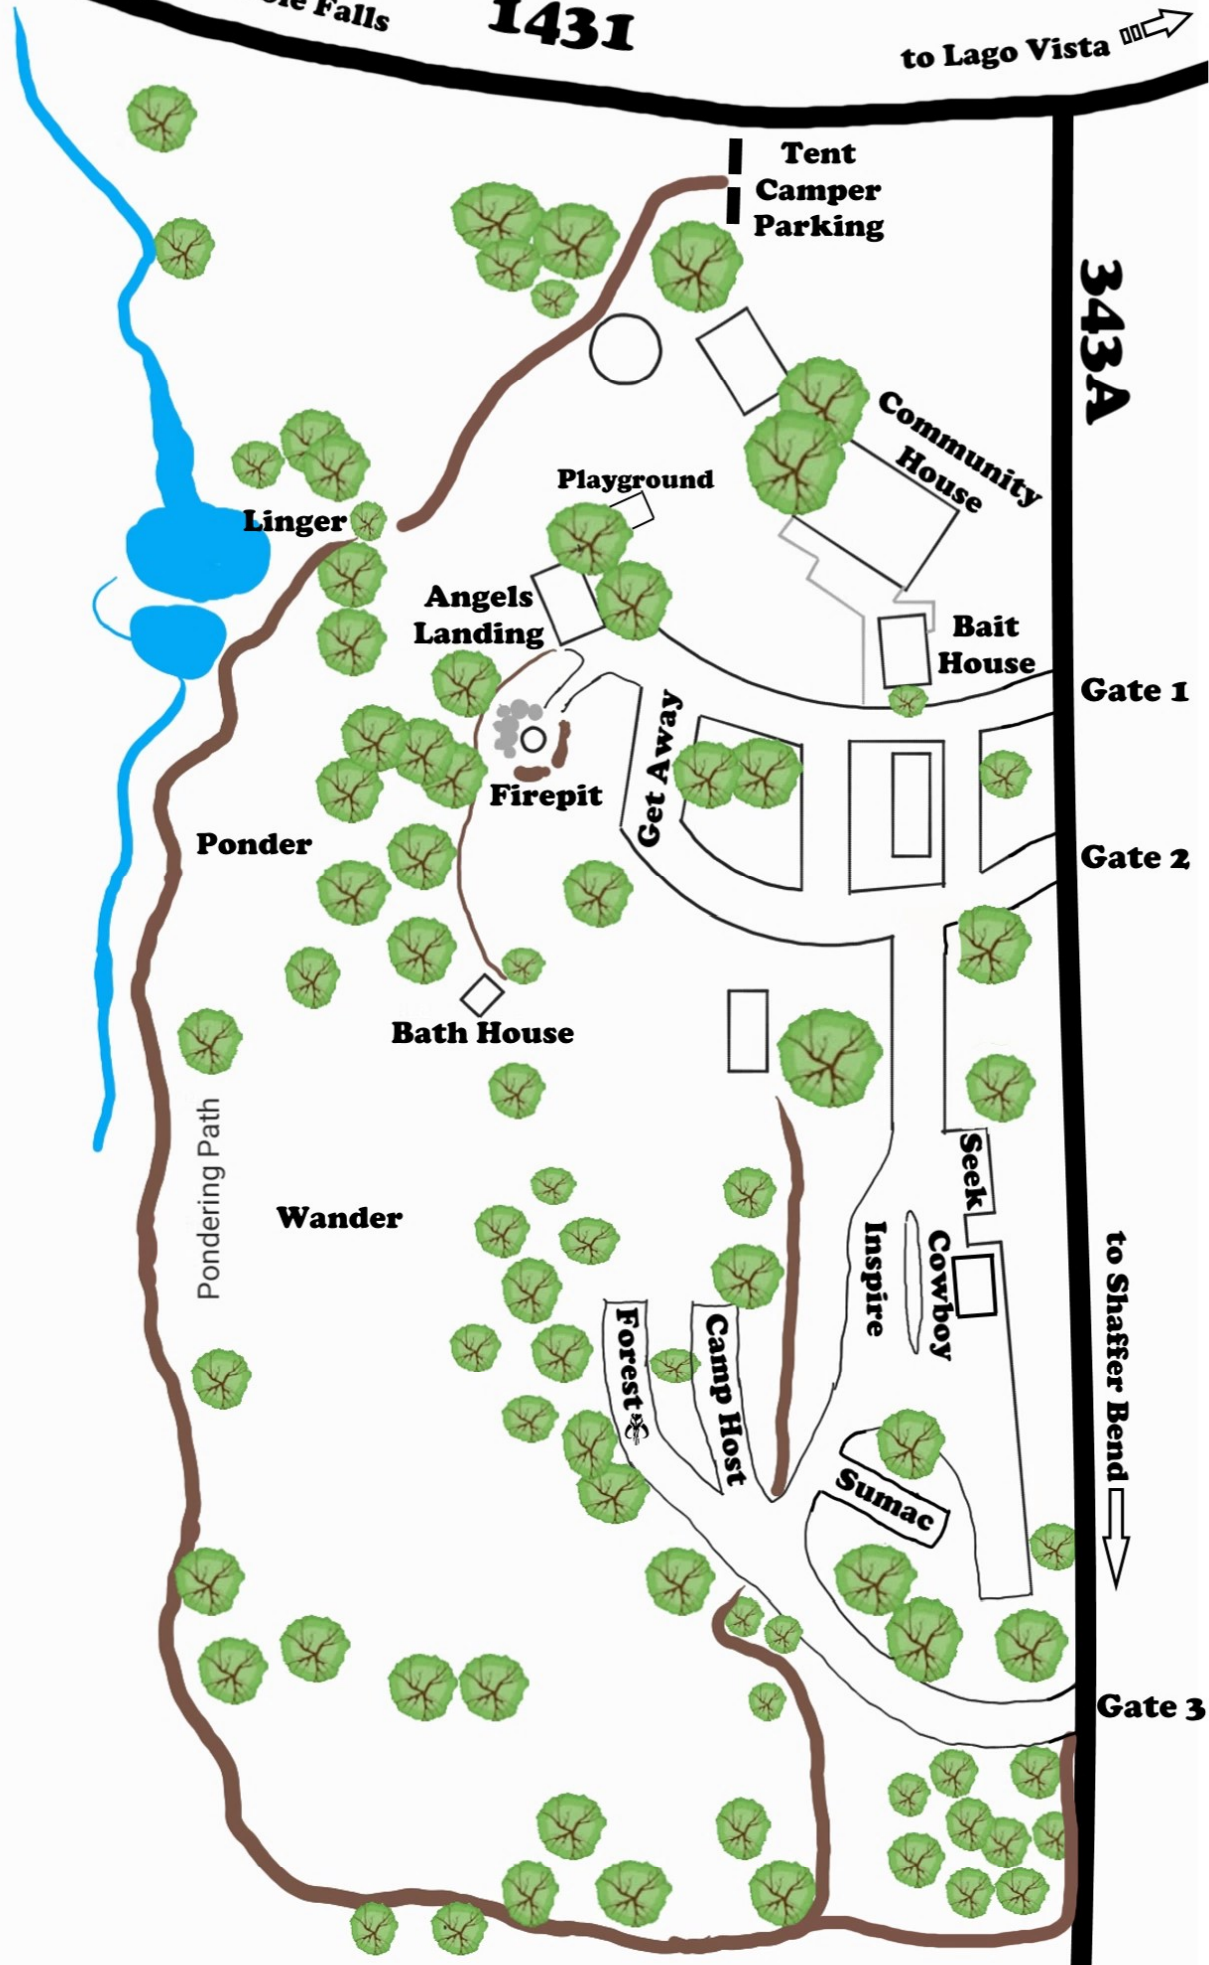 Falls
1431
to Lago Vista
Tent
Camper
Parking
343A
Community
House
Playground
Linger
Angels
Landing
Bait
House
Gate 1
Get Away
Firepit
Ponder
Gate 2
Bath House
Pondering Path
Wander
Seek
Inspire
Cowboy
to Shaffer Bend
Forest
Camp Host
Sumac
Gate 3